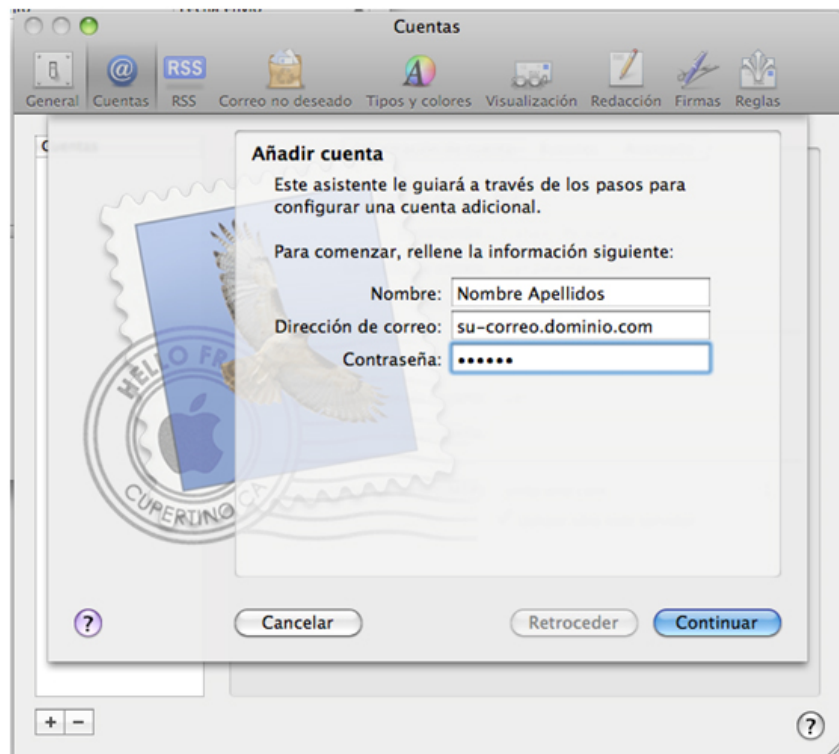 Cuentas
General Cuentas RSS Correo no deseado Tipos y colores Visualización Redacción Firmas Reglas
RSS
Añadir cuenta
Este asistente le guiará a través de los pasos para
configurar una cuenta adicional.
Para comenzar, rellene la información siguiente:
Nombre: Nombre Apellidos
Dirección de correo: su-correo.dominio.com
Contraseña: ••••••
CUPERTINO CA
? Cancelar Retroceder Continuar
+ − ?